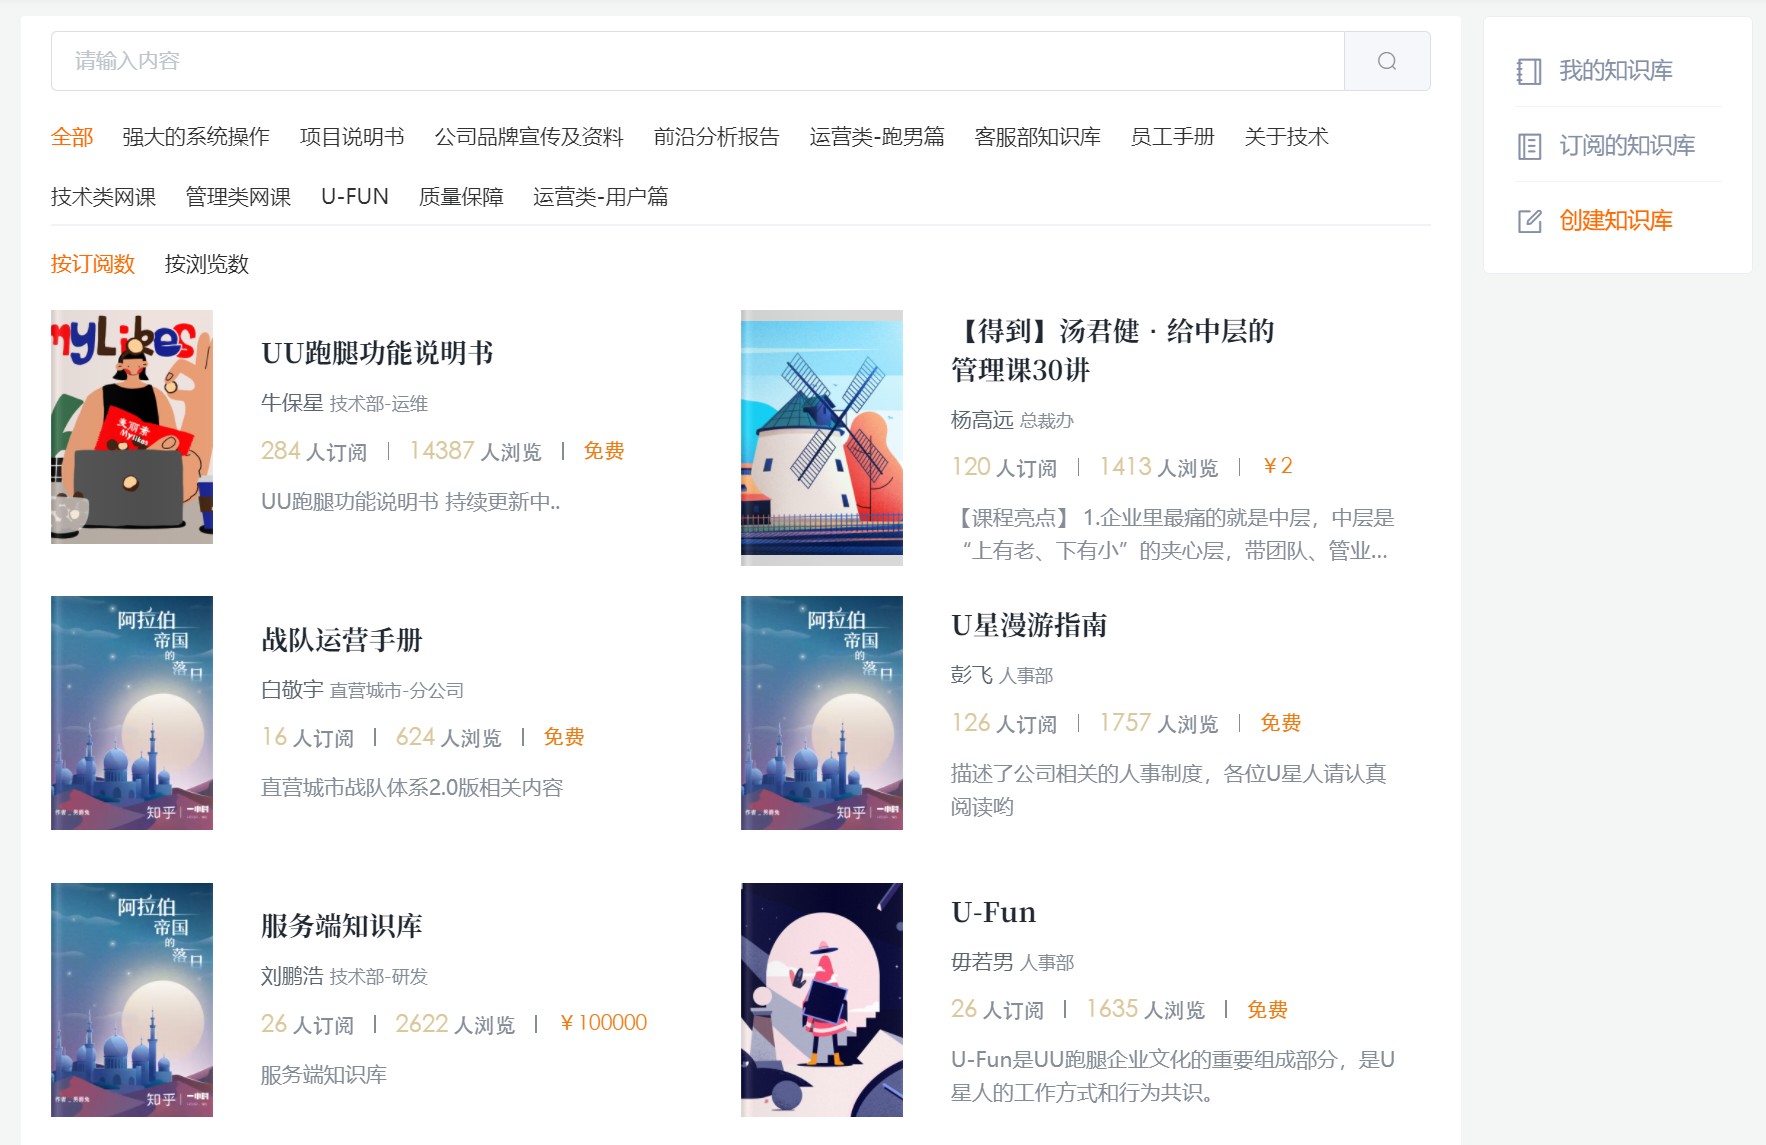 请输入内容
全部 强大的系统操作 项目说明书 公司品牌宣传及资料 前沿分析报告 运营类-跑男篇 客服部知识库 员工手册 关于技术
技术类网课 管理类网课 U-FUN 质量保障 运营类-用户篇
按订阅数 按浏览数
myLikes
麦丽素
Mylikes
UU跑腿功能说明书
牛保星 技术部-运维
284 人订阅 | 14387 人浏览 | 免费
UU跑腿功能说明书 持续更新中..
【得到】汤君健 · 给中层的
管理课30讲
杨高远 总裁办
120 人订阅 | 1413 人浏览 | ¥2
【课程亮点】 1.企业里最痛的就是中层，中层是
“上有老、下有小”的夹心层，带团队、管业...
阿拉伯
帝国
的
落日
知乎
战队运营手册
白敬宇 直营城市-分公司
16 人订阅 | 624 人浏览 | 免费
直营城市战队体系2.0版相关内容
阿拉伯
帝国
的
落日
知乎
U星漫游指南
彭飞 人事部
126 人订阅 | 1757 人浏览 | 免费
描述了公司相关的人事制度，各位U星人请认真
阅读哟
阿拉伯
帝国
的
落日
知乎
服务端知识库
刘鹏浩 技术部-研发
26 人订阅 | 2622 人浏览 | ¥100000
服务端知识库
U-Fun
毋若男 人事部
26 人订阅 | 1635 人浏览 | 免费
U-Fun是UU跑腿企业文化的重要组成部分，是U
星人的工作方式和行为共识。
我的知识库
订阅的知识库
创建知识库